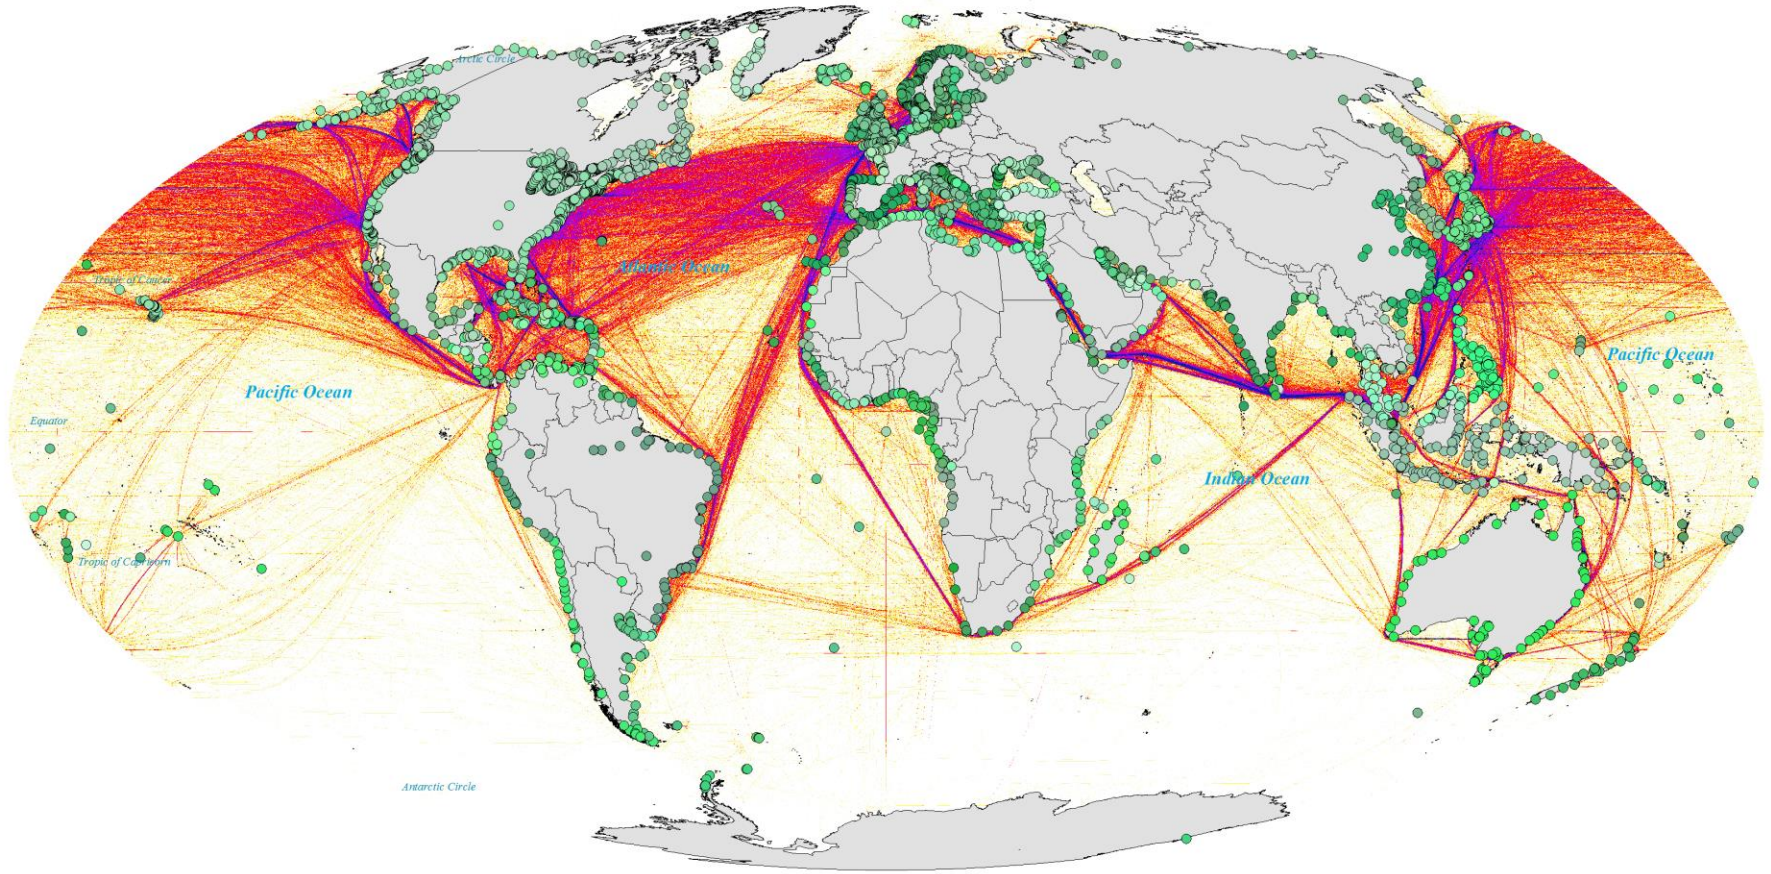 Arctic Circle
Atlantic Ocean
Tropic of Cancer
Pacific Ocean
Pacific Ocean
Equator
Indian Ocean
Tropic of Capricorn
Antarctic Circle